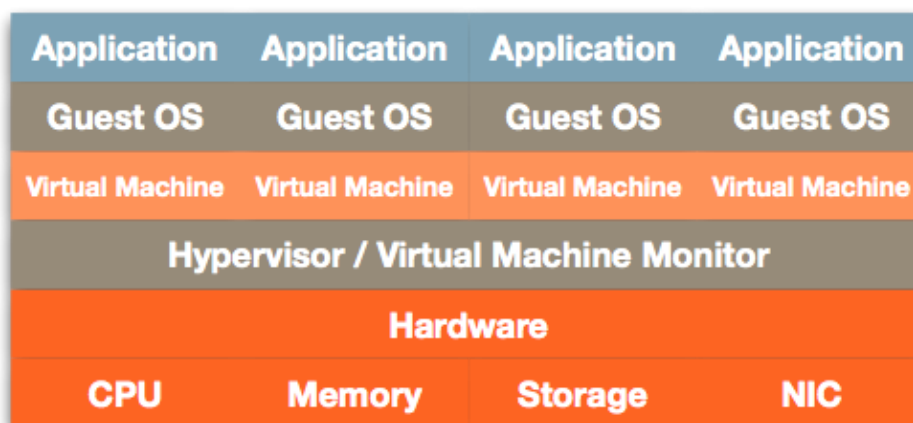 Application Application Application Application
Guest OS Guest OS Guest OS Guest OS
Virtual Machine Virtual Machine Virtual Machine Virtual Machine
Hypervisor / Virtual Machine Monitor
Hardware
CPU Memory Storage NIC